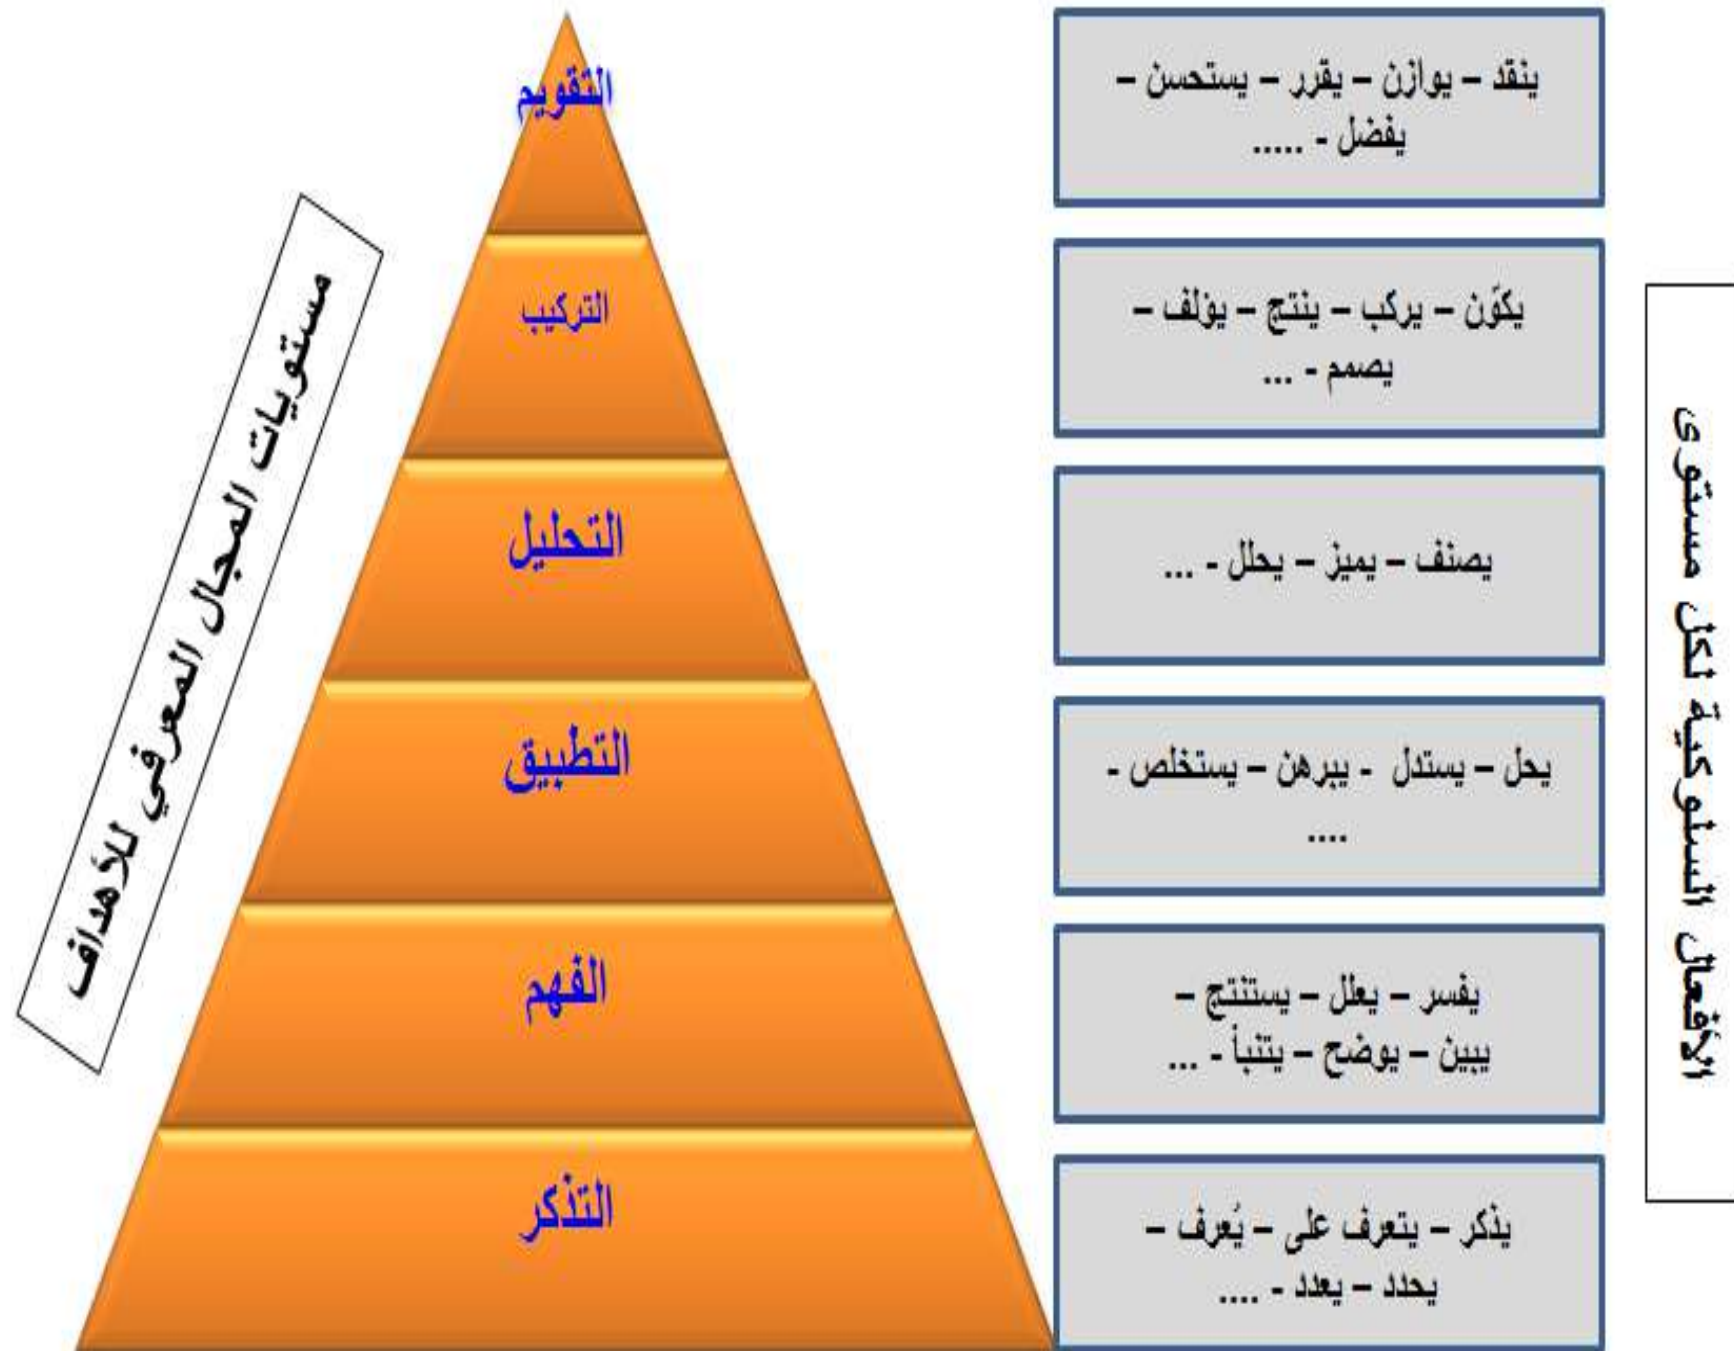 التقويم
التركيب
التحليل
التطبيق
الفهم
التذكر
مستويات المجال المعرفي للأهداف
ينقد – يوازن – يقرر – يستحسن –
يفضل - .....
يكوّن – يركب – ينتج – يؤلف –
يصمم - ...
يصنف – يميز – يحلل - ...
يحل – يستدل - يبرهن – يستخلص -
....
يفسر – يعلل – يستنتج –
يبين – يوضح – يتنبأ - ...
يذكر – يتعرف على – يُعرف –
يحدد – يعدد - ....
الأفعال السلوكية لكل مستوى